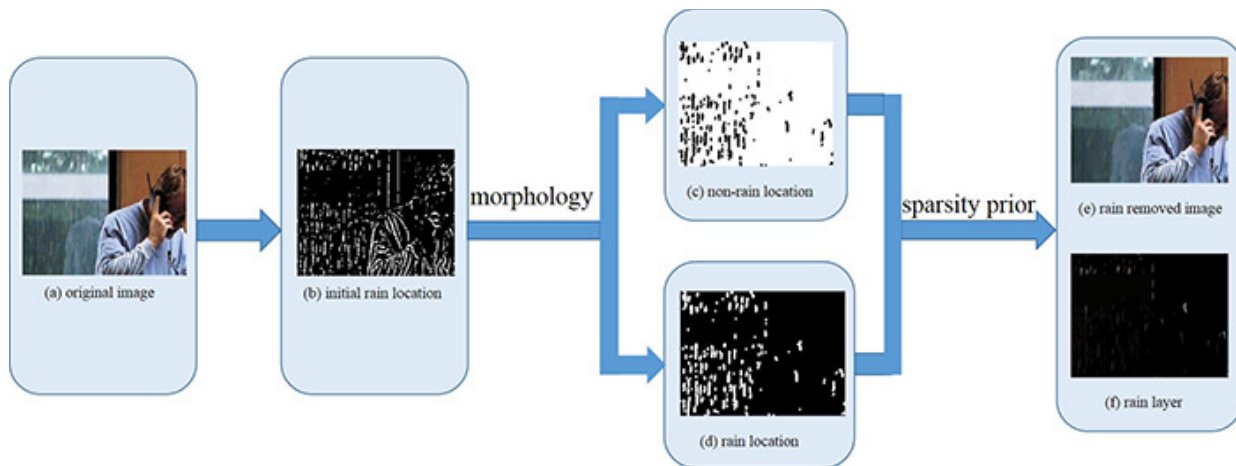 (a) original image
(b) initial rain location
morphology
(c) non-rain location
(d) rain location
sparsity prior
(e) rain removed image
(f) rain layer